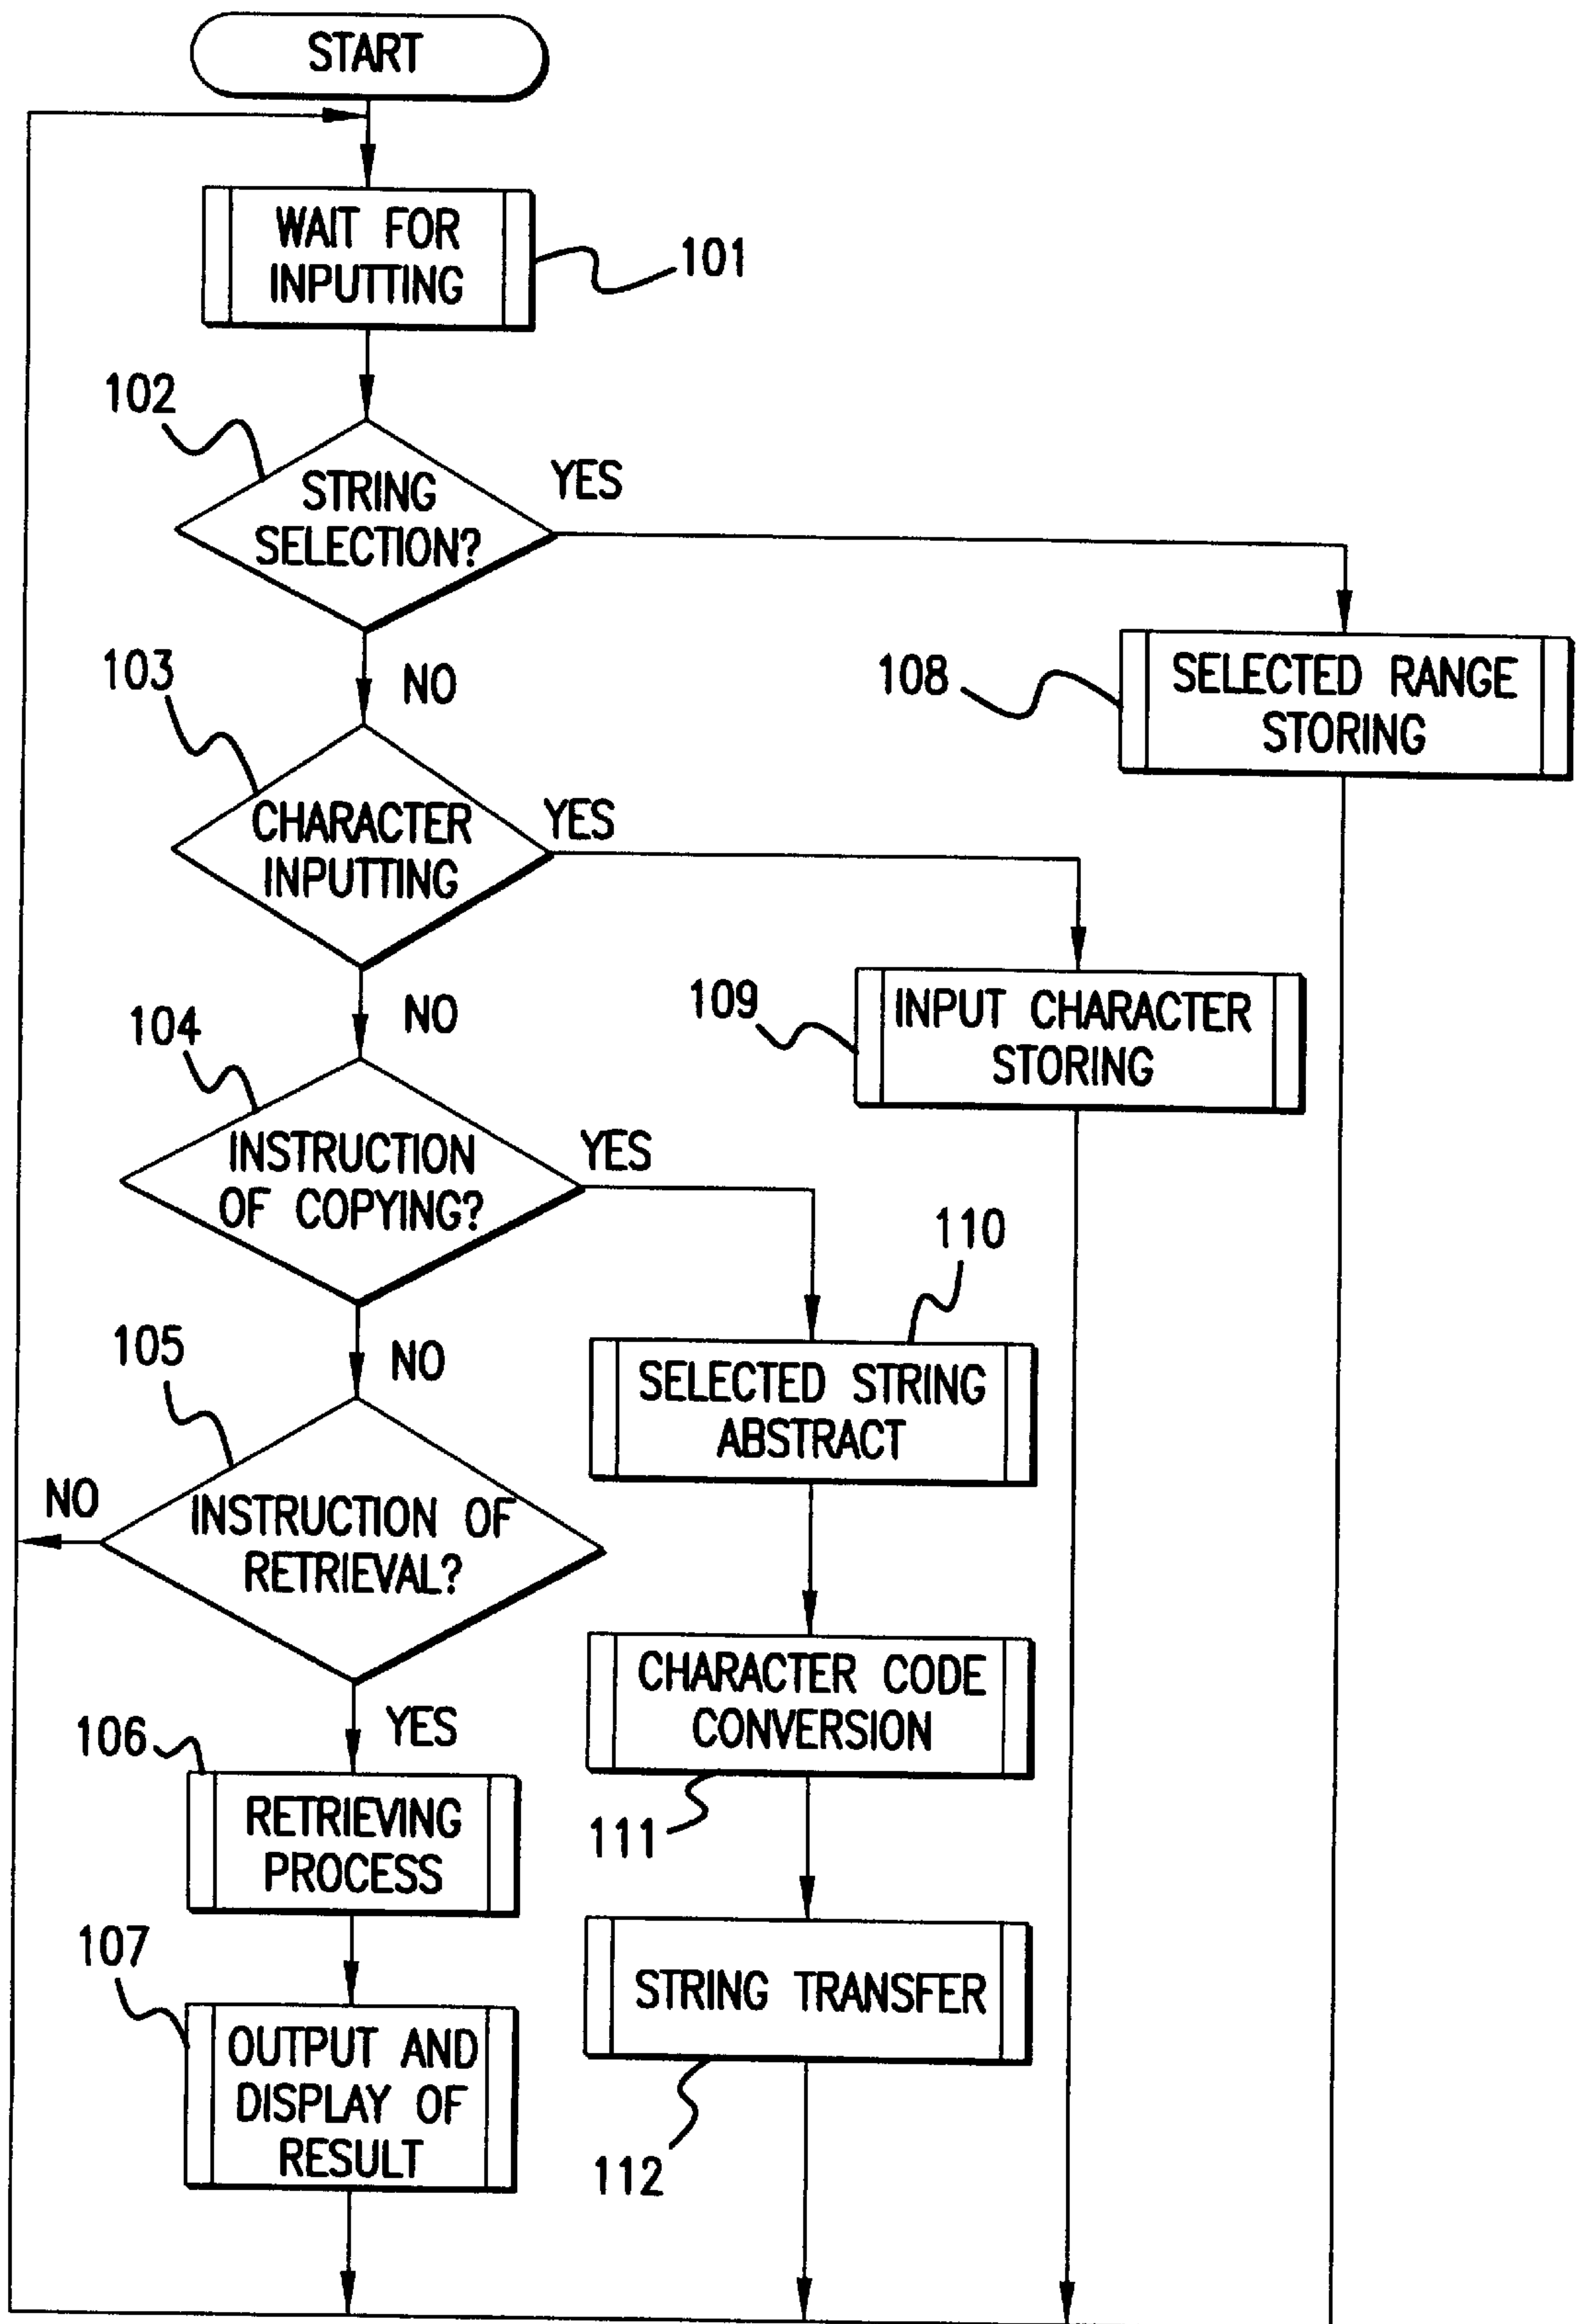 START
WAIT FOR
INPUTTING
101
102
STRING
SELECTION?
YES
NO
108
SELECTED RANGE
STORING
103
CHARACTER
INPUTTING
YES
NO
109
INPUT CHARACTER
STORING
104
INSTRUCTION
OF COPYING?
YES
NO
110
SELECTED STRING
ABSTRACT
105
INSTRUCTION OF
RETRIEVAL?
NO
YES
CHARACTER CODE
CONVERSION
111
106
RETRIEVING
PROCESS
STRING TRANSFER
112
107
OUTPUT AND
DISPLAY OF
RESULT